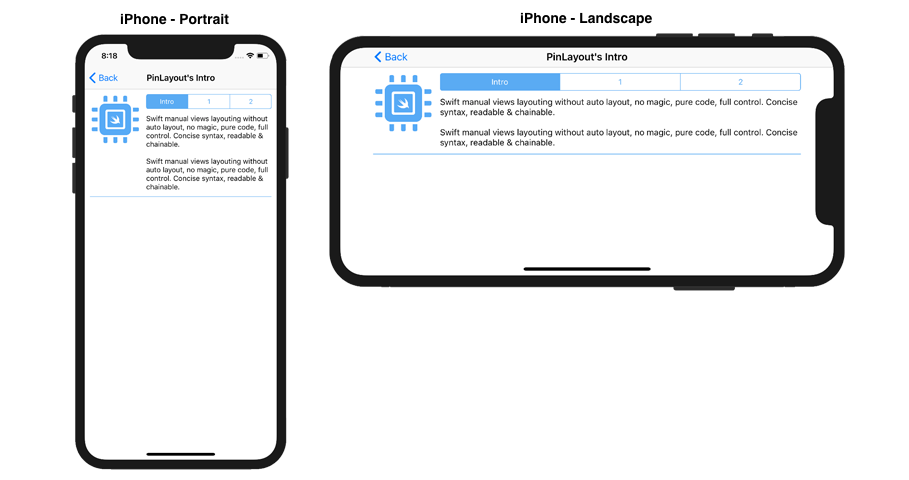 iPhone - Portrait
8:18
Back
PinLayout's Intro
Intro
1
2
Swift manual views layouting without
auto layout, no magic, pure code, full
control. Concise syntax, readable &
chainable.
Swift manual views layouting without
auto layout, no magic, pure code, full
control. Concise syntax, readable &
chainable.
iPhone - Landscape
Back
PinLayout's Intro
Intro
1
2
Swift manual views layouting without auto layout, no magic, pure code, full control. Concise
syntax, readable & chainable.
Swift manual views layouting without auto layout, no magic, pure code, full control. Concise
syntax, readable & chainable.